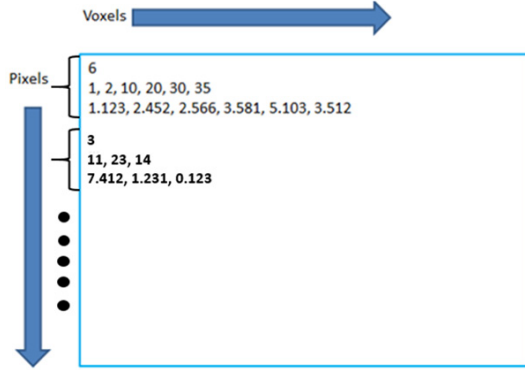 Voxels
Pixels
6
1, 2, 10, 20, 30, 35
1.123, 2.452, 2.566, 3.581, 5.103, 3.512
3
11, 23, 14
7.412, 1.231, 0.123